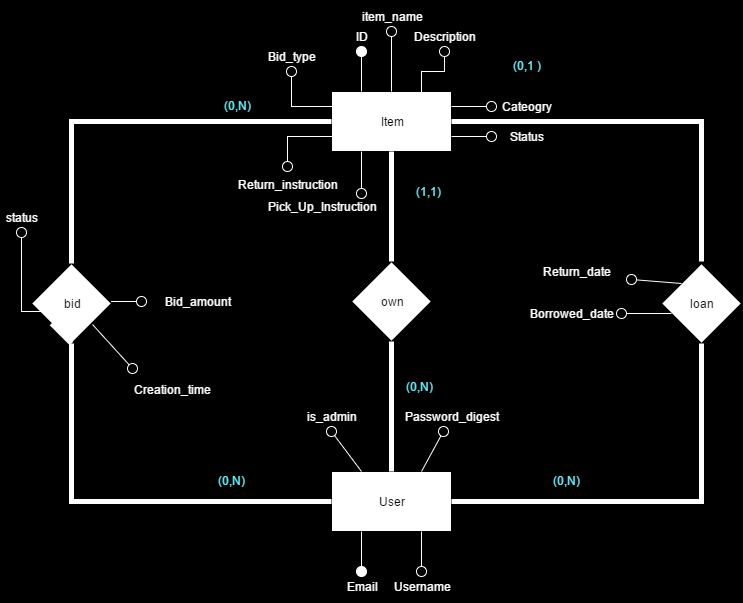 item_name
ID
Description
Bid_type
(0,1 )
(0,N)
Cateogry
Item
Status
Return_instruction
(1,1)
Pick_Up_Instruction
status
Return_date
bid
Bid_amount
own
loan
Borrowed_date
Creation_time
(0,N)
is_admin
Password_digest
(0,N)
(0,N)
User
Email
Username